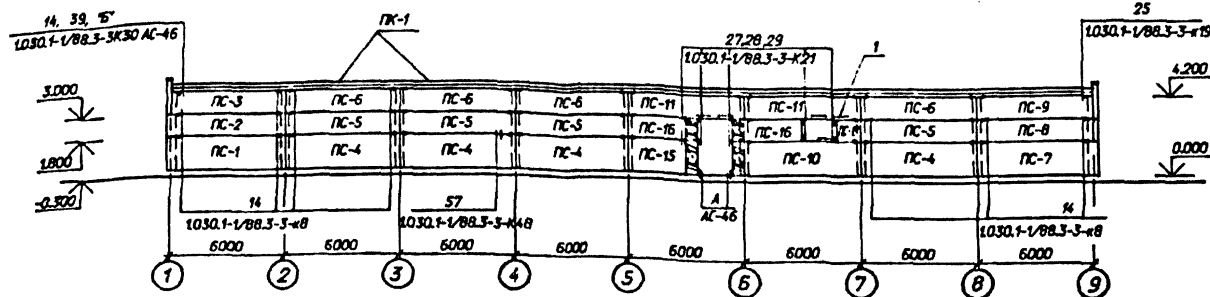 14, 39, "Б"
1.030.1-1/88.3-3К30 АС-46
ПК-1
27,28,29
1.030.1-1/88.3-3-К21
1
25
1.030.1-1/88.3-3-К19
3.000
1.800
-0.300
4.200
0.000
ПС-3 ПС-6 ПС-6 ПС-6 ПС-11 ПС-11 ПС-6 ПС-9
ПС-2 ПС-5 ПС-5 ПС-5 ПС-16 ПС-16 ПС-5 ПС-8
ПС-1 ПС-4 ПС-4 ПС-4 ПС-15 ПС-10 ПС-4 ПС-7
14
1.030.1-1/88.3-3-к8
57
1.030.1-1/88.3-3-К48
А
АС-46
14
1.030.1-1/88.3-3-к8
6000 6000 6000 6000 6000 6000 6000 6000
1 2 3 4 5 6 7 8 9